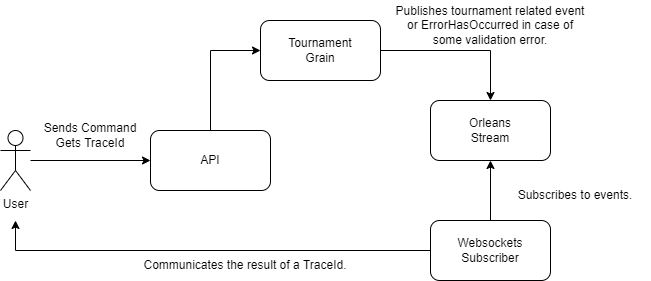 Publishes tournament related event
or ErrorHasOccurred in case of
some validation error.
Tournament
Grain
Sends Command
Gets TraceId
API
Orleans
Stream
User
Subscribes to events.
Websockets
Subscriber
Communicates the result of a TraceId.